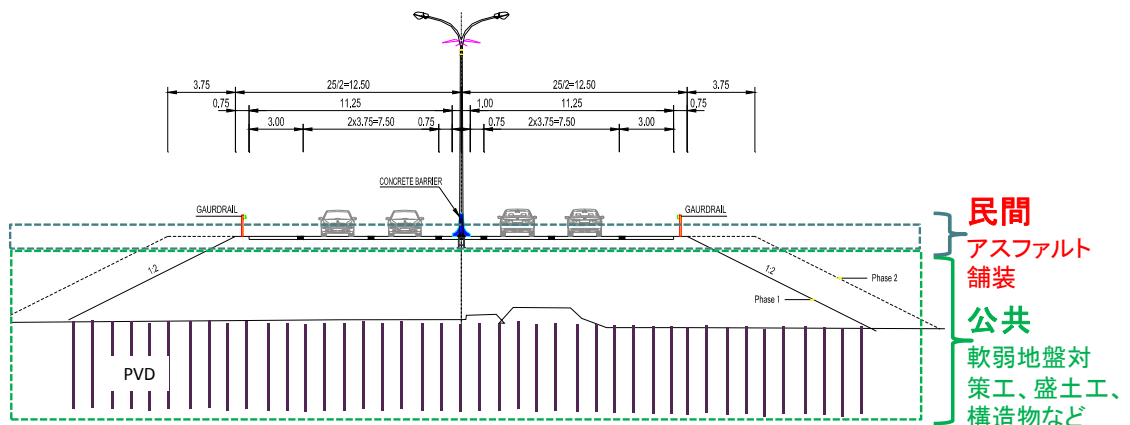 3.75 25/2=12.50 25/2=12.50 3.75
0.75 11.25 1.00 11.25 0.75
3.00 2x3.75=7.50 0.75 0.75 2x3.75=7.50 3.00
CONCRETE BARRIER
GAURDRAIL GAURDRAIL
民間
アスファルト
舗装
1:2 1:2
Phase 2
Phase 1
公共
軟弱地盤対
策工、盛土工、
構造物など
PVD